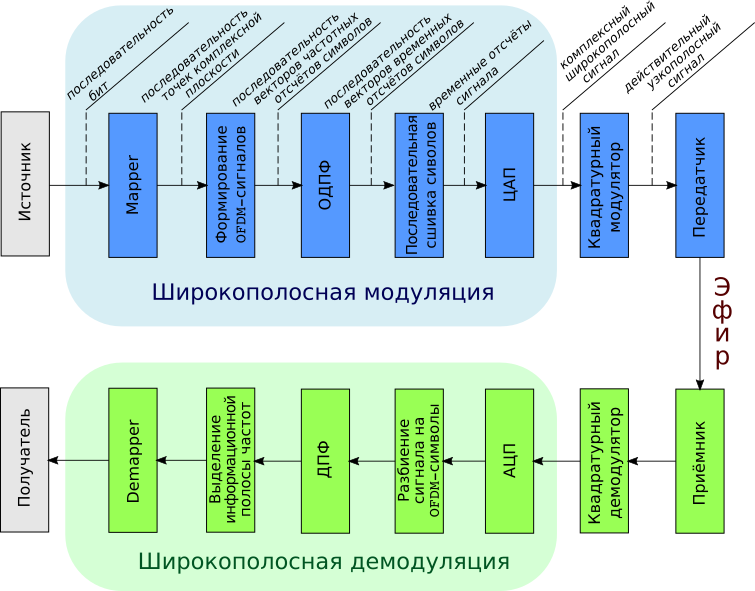 последовательность
бит
последовательность
точек комплексной
плоскости
последовательность
векторов частотных
отсчётов символов
последовательность
векторов временных
отсчётов символов
временные отсчёты
сигнала
комплексный
широкополосный
сигнал
действительный
узкополосный
сигнал
Источник
Mapper
Формирование
OFDM-сигналов
ОДПФ
Последовательная
сшивка сиволов
ЦАП
Квадратурный
модулятор
Передатчик
Широкополосная модуляция
Эфир
Получатель
Demapper
Выделение
информационной
полосы частот
ДПФ
Разбиение
сигнала на
OFDM-символы
АЦП
Квадратурный
демодулятор
Приёмник
Широкополосная демодуляция